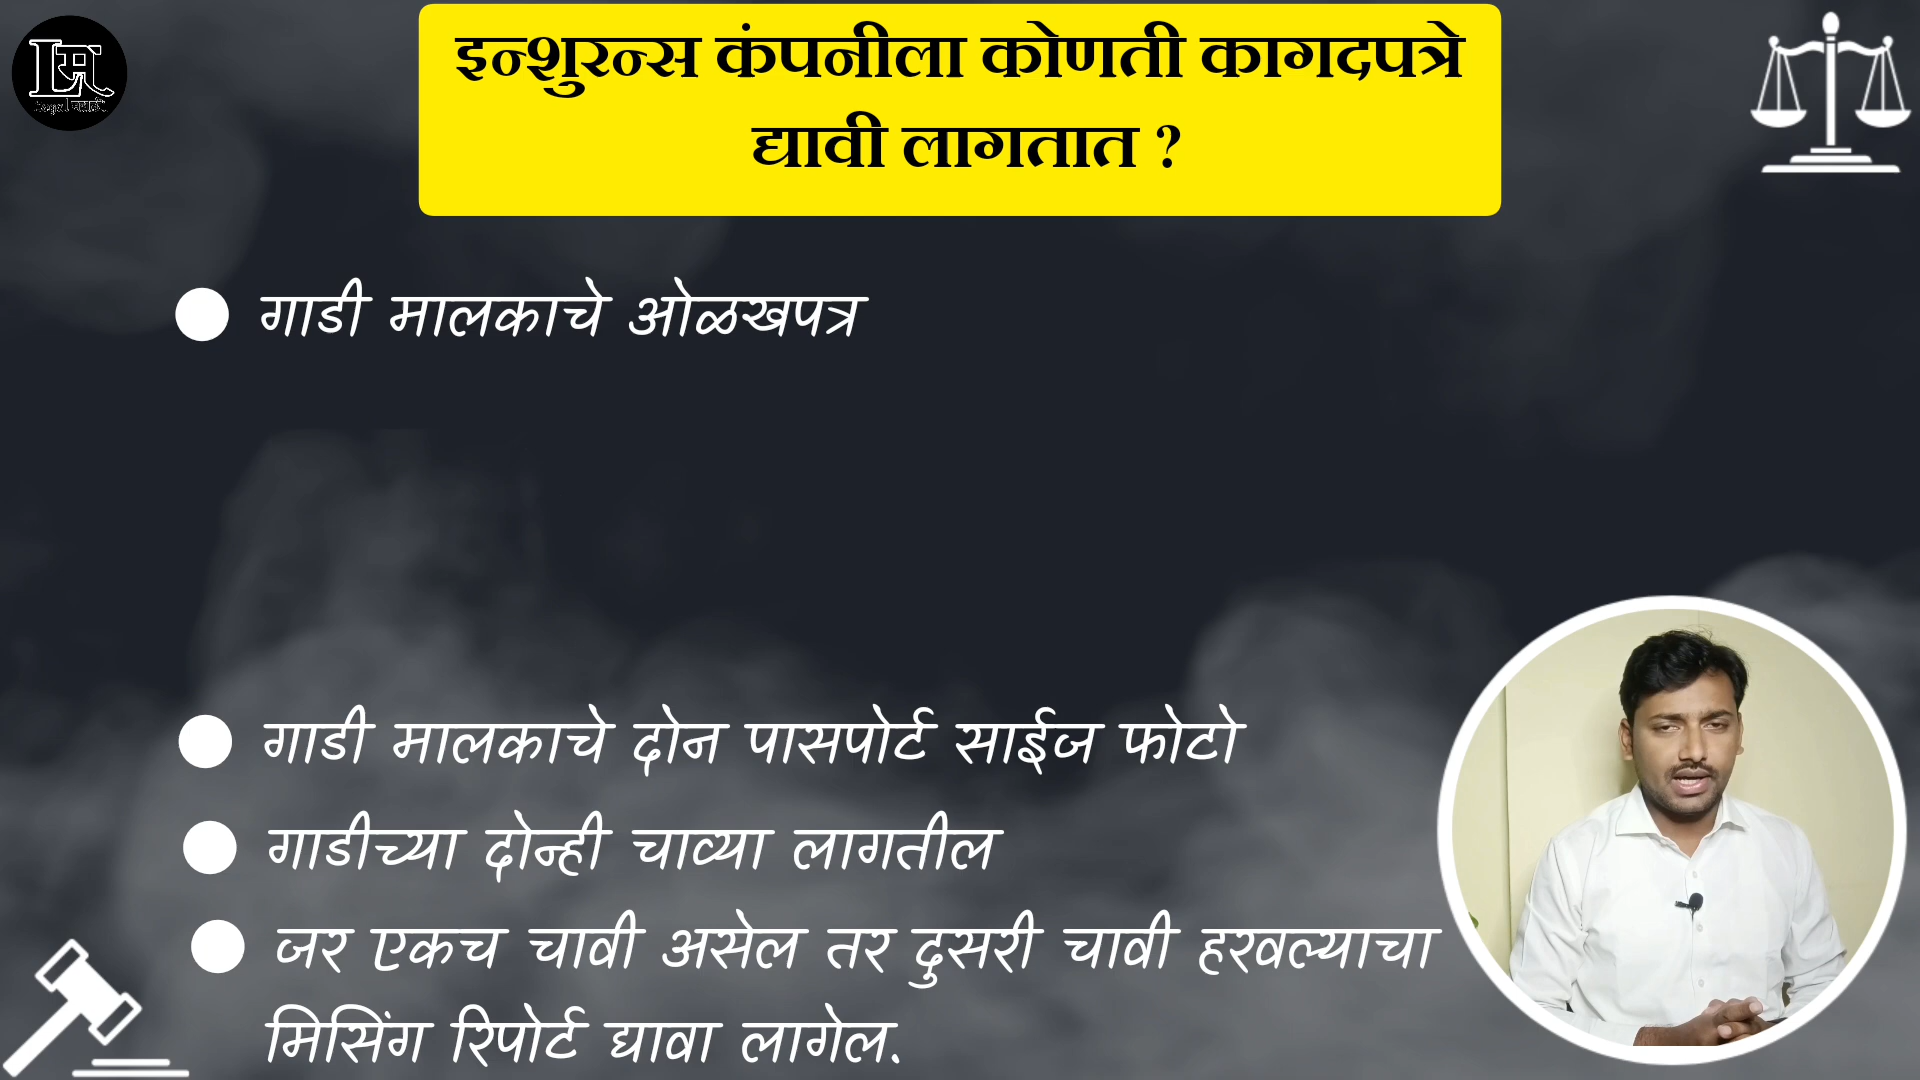 इन्शुरन्स कंपनीला कोणती कागदपत्रे
द्यावी लागतात ?
गाडी मालकाचे ओळखपत्र
गाडी मालकाचे दोन पासपोर्ट साईज फोटो
गाडीच्या दोन्ही चाव्या लागतील
जर एकच चावी असेल तर दुसरी चावी हरवल्याचा
मिसिंग रिपोर्ट द्यावा लागेल.